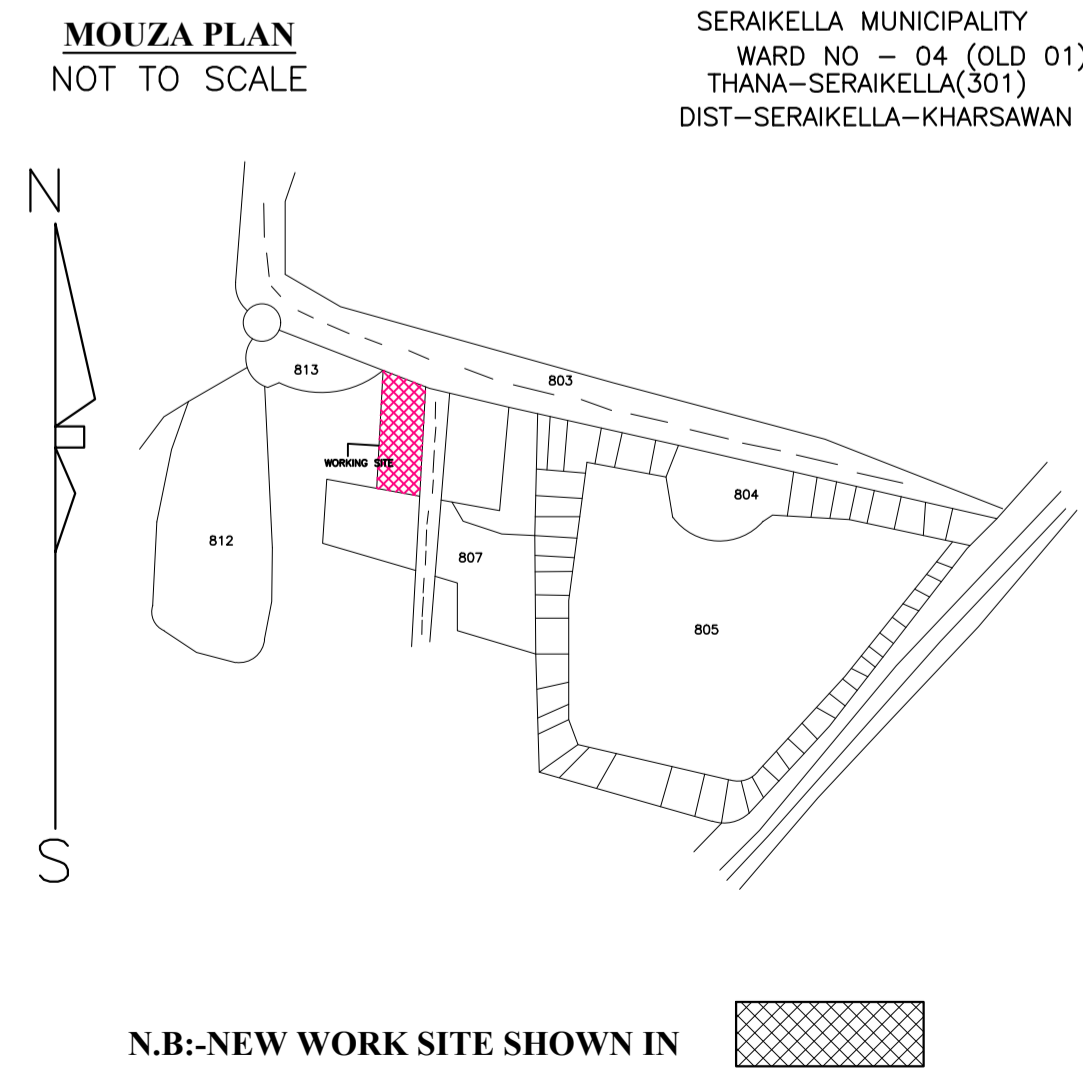 MOUZA PLAN
NOT TO SCALE
SERAIKELLA MUNICIPALITY
WARD NO - 04 (OLD 01)
THANA-SERAIKELLA(301)
DIST-SERAIKELLA-KHARSAWAN
N
813
803
WORKING SITE
804
812
807
805
S
N.B:-NEW WORK SITE SHOWN IN